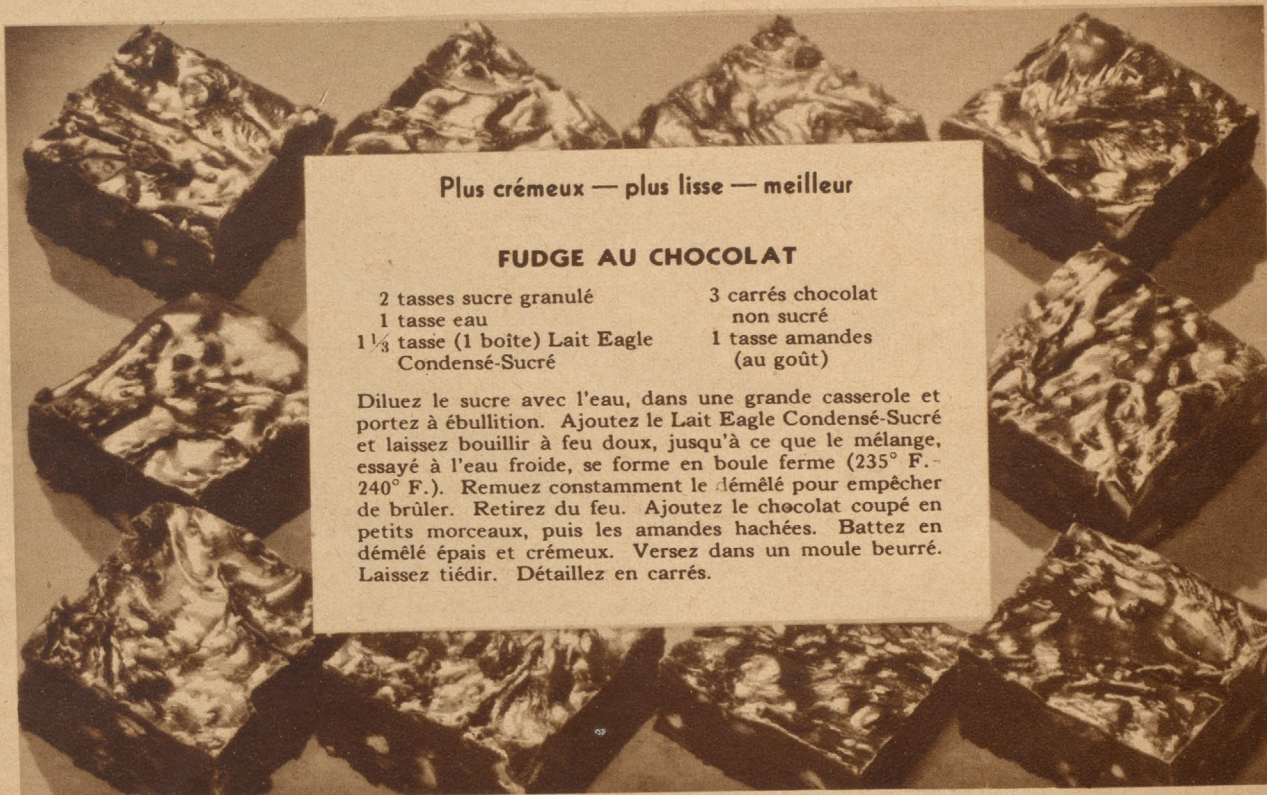 Plus crémeux — plus lisse — meilleur
FUDGE AU CHOCOLAT
2 tasses sucre granulé
1 tasse eau
1 ⅓ tasse (1 boîte) Lait Eagle
Condensé-Sucré
3 carrés chocolat
non sucré
1 tasse amandes
(au goût)
Diluez le sucre avec l'eau, dans une grande casserole et
portez à ébullition. Ajoutez le Lait Eagle Condensé-Sucré
et laissez bouillir à feu doux, jusqu'à ce que le mélange,
essayé à l'eau froide, se forme en boule ferme (235° F.-
240° F.). Remuez constamment le démêlé pour empêcher
de brûler. Retirez du feu. Ajoutez le chocolat coupé en
petits morceaux, puis les amandes hachées. Battez en
démêlé épais et crémeux. Versez dans un moule beurré.
Laissez tiédir. Détaillez en carrés.